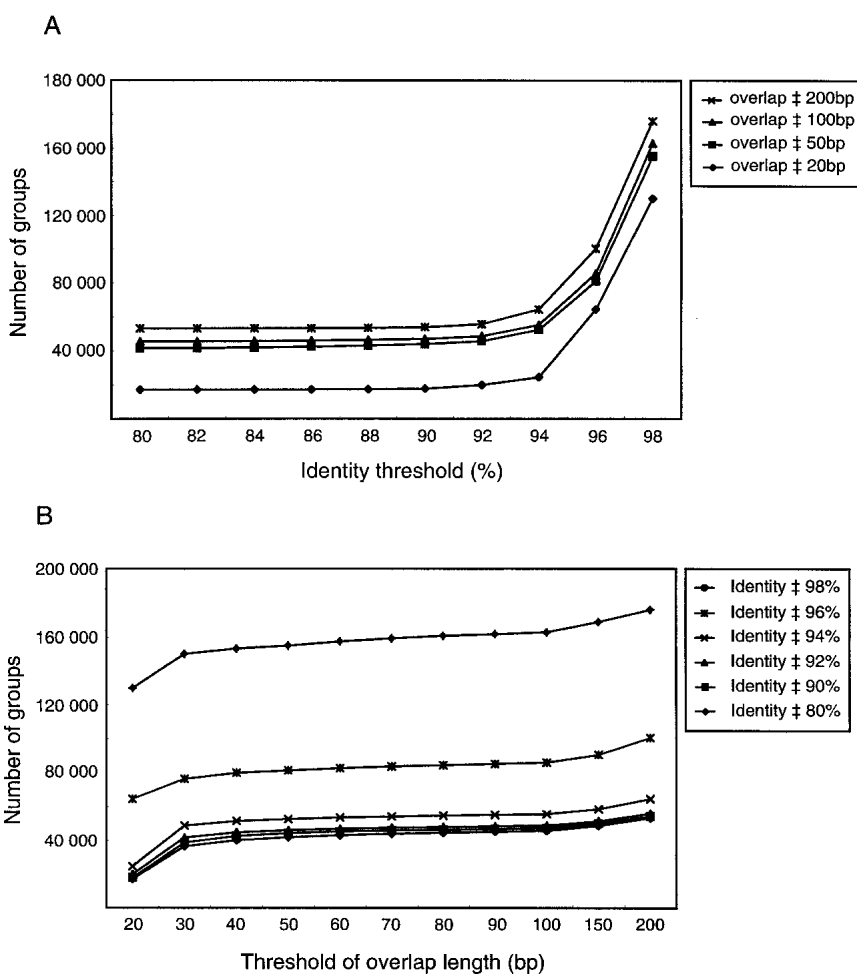 A
180 000
160 000
120 000
80 000
40 000
Number of groups
80 82 84 86 88 90 92 94 96 98
Identity threshold (%)
overlap ‡ 200bp
overlap ‡ 100bp
overlap ‡ 50bp
overlap ‡ 20bp
B
200 000
160 000
120 000
80 000
40 000
Number of groups
20 30 40 50 60 70 80 90 100 150 200
Threshold of overlap length (bp)
Identity ‡ 98%
Identity ‡ 96%
Identity ‡ 94%
Identity ‡ 92%
Identity ‡ 90%
Identity ‡ 80%